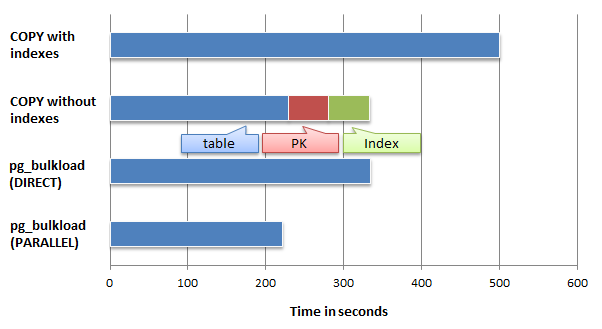 COPY with
indexes
COPY without
indexes
table
PK
Index
pg_bulkload
(DIRECT)
pg_bulkload
(PARALLEL)
0
100
200
300
400
500
600
Time in seconds